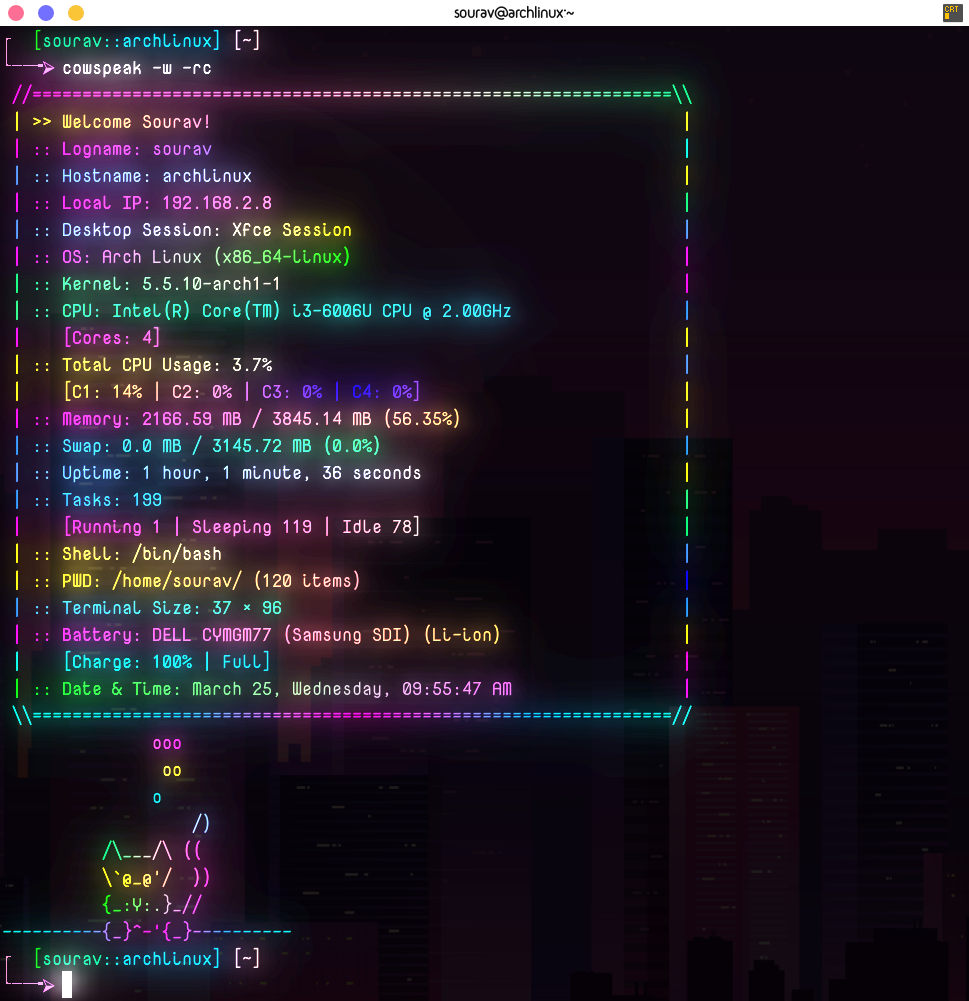 sourav@archlinux:~
CRT
[sourav::archlinux] [~]
cowspeak -w -rc
//================================================================\\
| >> Welcome Sourav! |
| :: Logname: sourav |
| :: Hostname: archlinux |
| :: Local IP: 192.168.2.8 |
| :: Desktop Session: Xfce Session |
| :: OS: Arch Linux (x86_64-linux) |
| :: Kernel: 5.5.10-arch1-1 |
| :: CPU: Intel(R) Core(TM) i3-6006U CPU @ 2.00GHz |
| [Cores: 4] |
| :: Total CPU Usage: 3.7% |
| [C1: 14% | C2: 0% | C3: 0% | C4: 0%] |
| :: Memory: 2166.59 MB / 3845.14 MB (56.35%) |
| :: Swap: 0.0 MB / 3145.72 MB (0.0%) |
| :: Uptime: 1 hour, 1 minute, 36 seconds |
| :: Tasks: 199 |
| [Running 1 | Sleeping 119 | Idle 78] |
| :: Shell: /bin/bash |
| :: PWD: /home/sourav/ (120 items) |
| :: Terminal Size: 37 × 96 |
| :: Battery: DELL CYMGM77 (Samsung SDI) (Li-ion) |
| [Charge: 100% | Full] |
| :: Date & Time: March 25, Wednesday, 09:55:47 AM |
\\================================================================//
ooo
oo
o
/)
/\___/\ ((
\`@_@'/ ))
{_:Y:.}_//
----------{_}^-'{_}----------
[sourav::archlinux] [~]